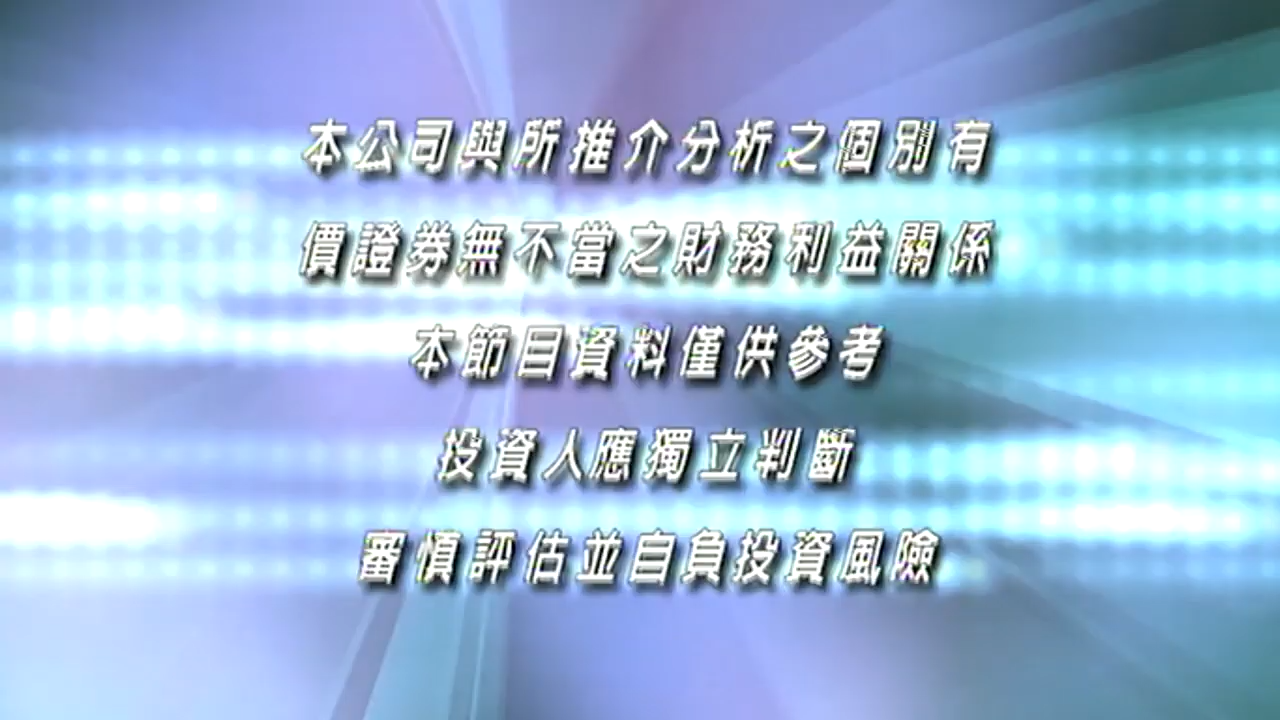 本公司與所推介分析之個別有
價證券無不當之財務利益關係
本節目資料僅供參考
投資人應獨立判斷
審慎評估並自負投資風險